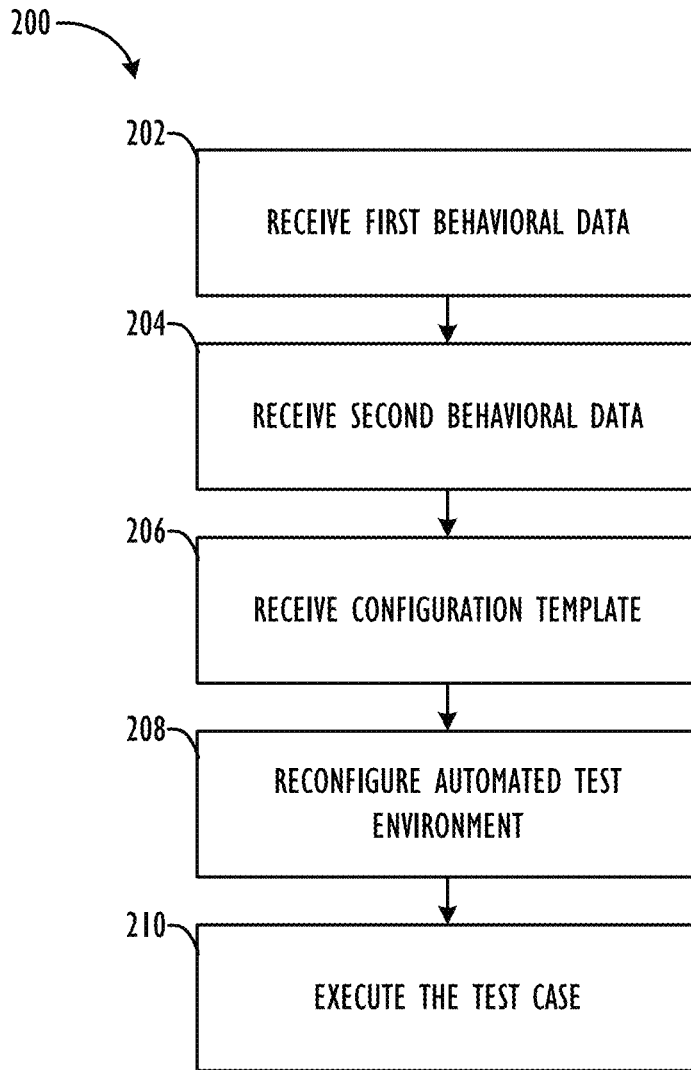 200
202
RECEIVE FIRST BEHAVIORAL DATA
204
RECEIVE SECOND BEHAVIORAL DATA
206
RECEIVE CONFIGURATION TEMPLATE
208
RECONFIGURE AUTOMATED TEST
ENVIRONMENT
210
EXECUTE THE TEST CASE